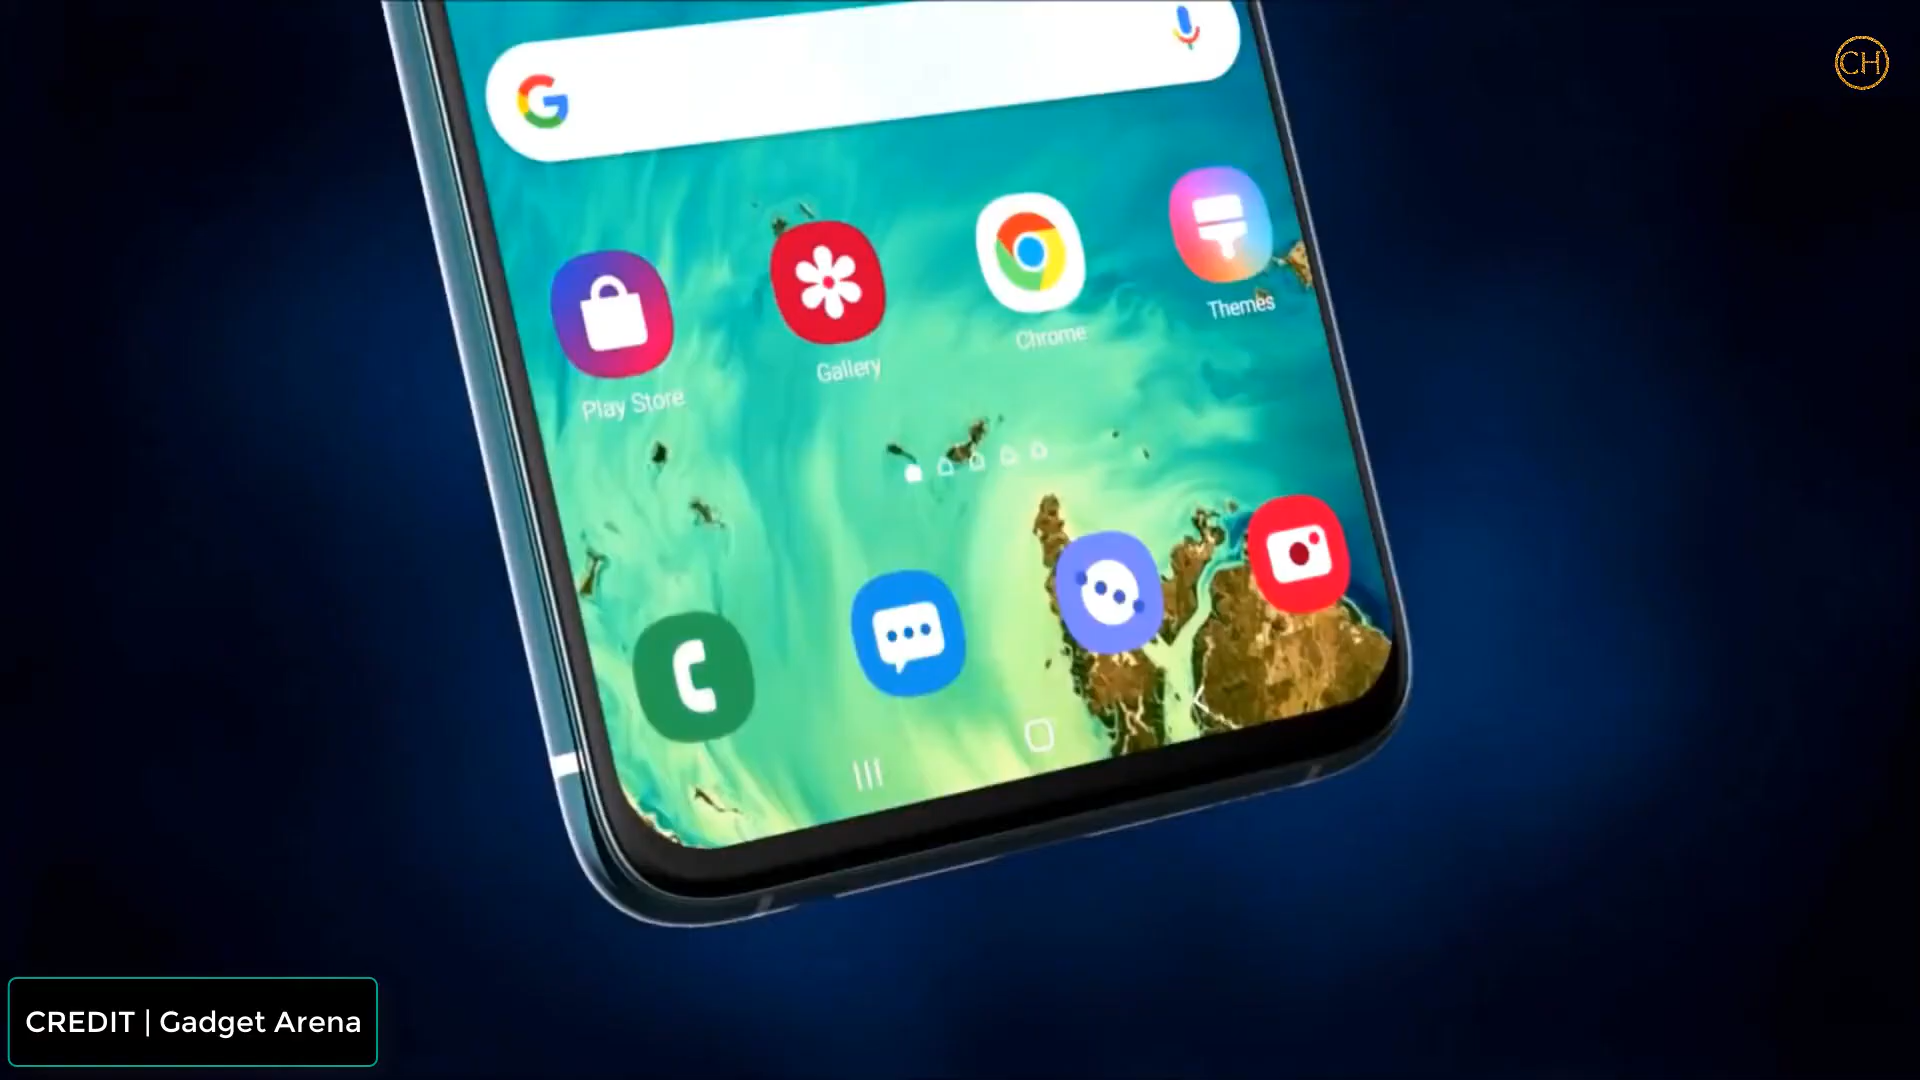 CH
Play Store
Gallery
Chrome
Themes
CREDIT | Gadget Arena